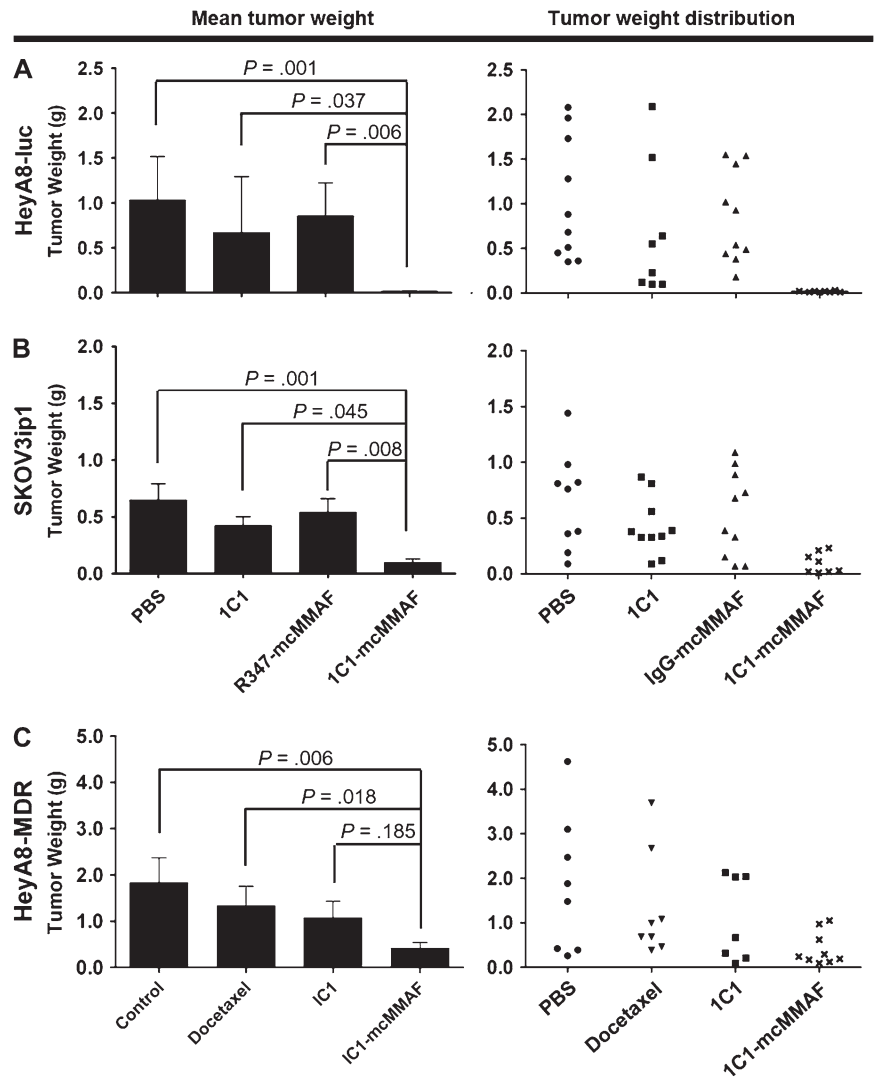 Mean tumor weight
Tumor weight distribution
A
HeyA8-luc
Tumor Weight (g)
2.5
2.0
1.5
1.0
0.5
0.0
P = .001
P = .037
P = .006
2.5
2.0
1.5
1.0
0.5
0.0
B
SKOV3ip1
Tumor Weight (g)
2.0
1.5
1.0
0.5
0.0
P = .001
P = .045
P = .008
PBS
1C1
R347-mcMMAF
1C1-mcMMAF
2.0
1.5
1.0
0.5
0.0
PBS
1C1
IgG-mcMMAF
1C1-mcMMAF
C
HeyA8-MDR
Tumor Weight (g)
5.0
4.0
3.0
2.0
1.0
0.0
P = .006
P = .018
P = .185
Control
Docetaxel
IC1
IC1-mcMMAF
5.0
4.0
3.0
2.0
1.0
0.0
PBS
Docetaxel
1C1
1C1-mcMMAF